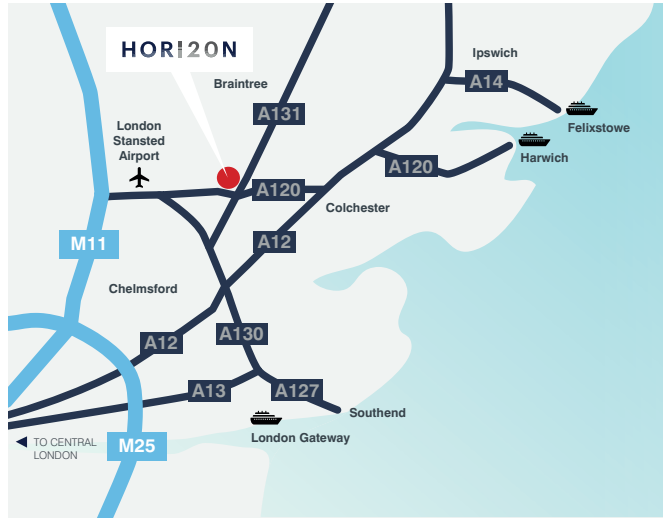 HORI20N
Ipswich
Braintree
A14
A131
London
Stansted
Airport
Felixstowe
Harwich
A120
A120
Colchester
M11
A12
Chelmsford
A130
A12
A13
A127
Southend
London Gateway
TO CENTRAL
LONDON
M25